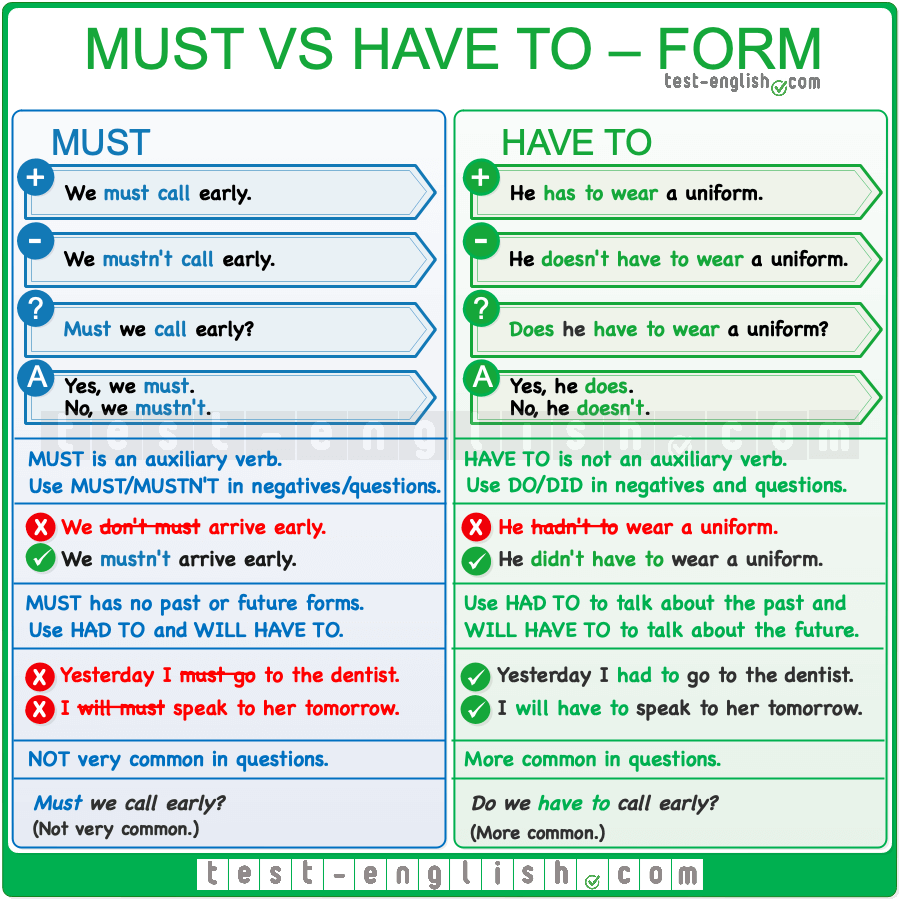 MUST VS HAVE TO – FORM
test-english.com
MUST
+
We must call early.
-
We mustn't call early.
?
Must we call early?
A
Yes, we must.
No, we mustn't.
MUST is an auxiliary verb.
Use MUST/MUSTN'T in negatives/questions.
X We don't must arrive early.
✓ We mustn't arrive early.
MUST has no past or future forms.
Use HAD TO and WILL HAVE TO.
X Yesterday I must go to the dentist.
X I will must speak to her tomorrow.
NOT very common in questions.
Must we call early?
(Not very common.)
HAVE TO
+
He has to wear a uniform.
-
He doesn't have to wear a uniform.
?
Does he have to wear a uniform?
A
Yes, he does.
No, he doesn't.
HAVE TO is not an auxiliary verb.
Use DO/DID in negatives and questions.
X He hadn't to wear a uniform.
✓ He didn't have to wear a uniform.
Use HAD TO to talk about the past and
WILL HAVE TO to talk about the future.
✓ Yesterday I had to go to the dentist.
✓ I will have to speak to her tomorrow.
More common in questions.
Do we have to call early?
(More common.)
test-english.com
test-english.com